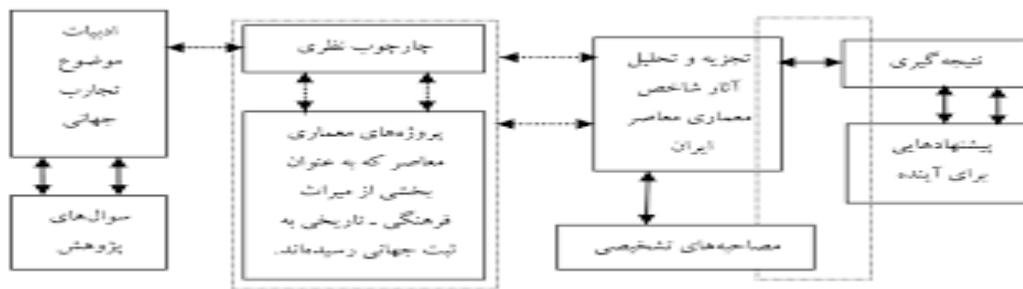 ادبیات
موضوع
تجارب
جهانی
سوال‌های
پژوهش
چارچوب نظری
پروژه‌های معماری
معاصر که به عنوان
بخشی از میراث
فرهنگی ـ تاریخی به
ثبت جهانی رسیده‌اند.
تجزیه و تحلیل
آثار شاخص
معماری معاصر
ایران
مصاحبه‌های تشخیصی
نتیجه‌گیری
پیشنهادهایی
برای آینده